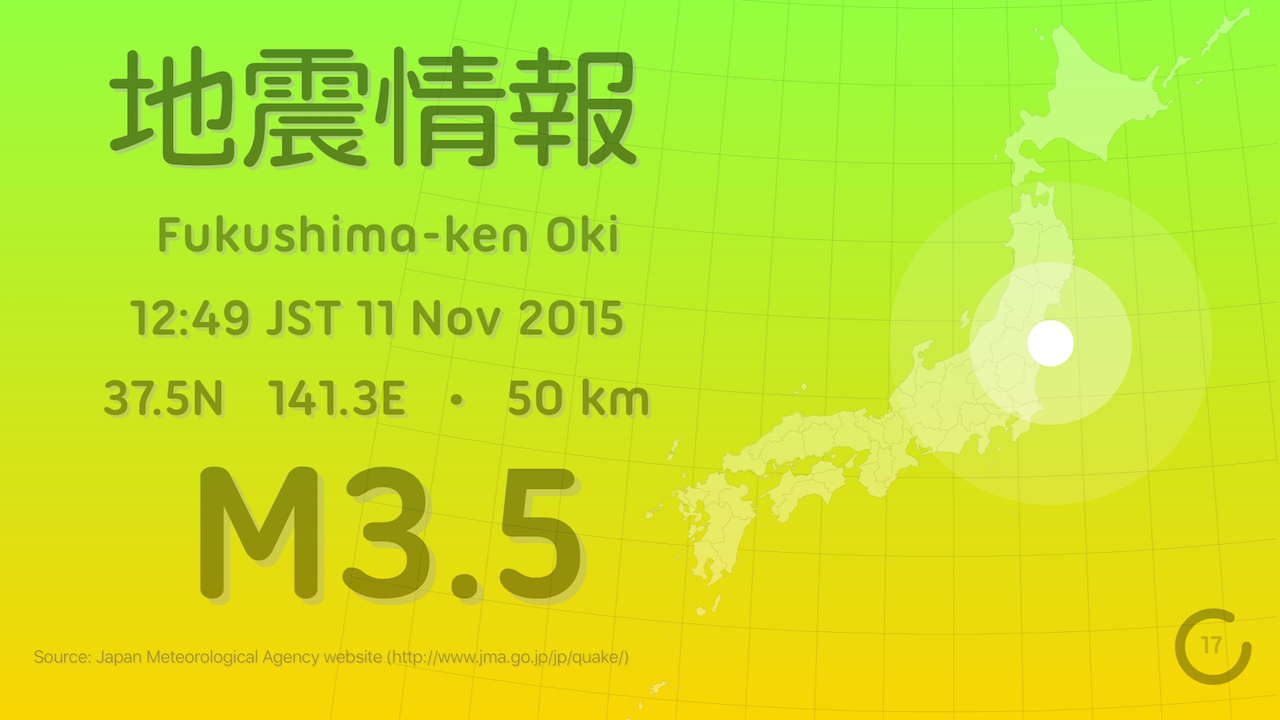 地震情報
Fukushima-ken Oki
12:49 JST 11 Nov 2015
37.5N 141.3E • 50 km
M3.5
Source: Japan Meteorological Agency website (http://www.jma.go.jp/jp/quake/)
17